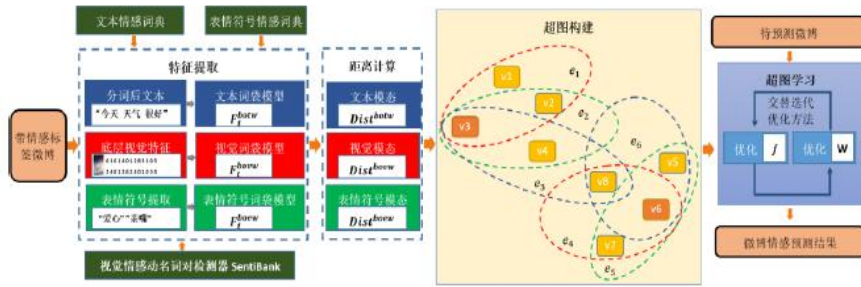 文本情感词典
表情符号情感词典
带情感标
签微博
特征提取
分词后文本
"今天 天气 很好"
文本词袋模型
底层视觉特征
视觉词袋模型
表情符号提取
表情符号词袋模型
视觉情感动名词对检测器 SentiBank
距离计算
文本模态
视觉模态
表情符号模态
超图构建
v1
e₁
v2
v3
e₂
v4
e₃
e₆
v5
v8
v6
e₄
v7
e₅
待预测微博
超图学习
交替迭代
优化方法
优化 f
优化 W
微博情感预测结果